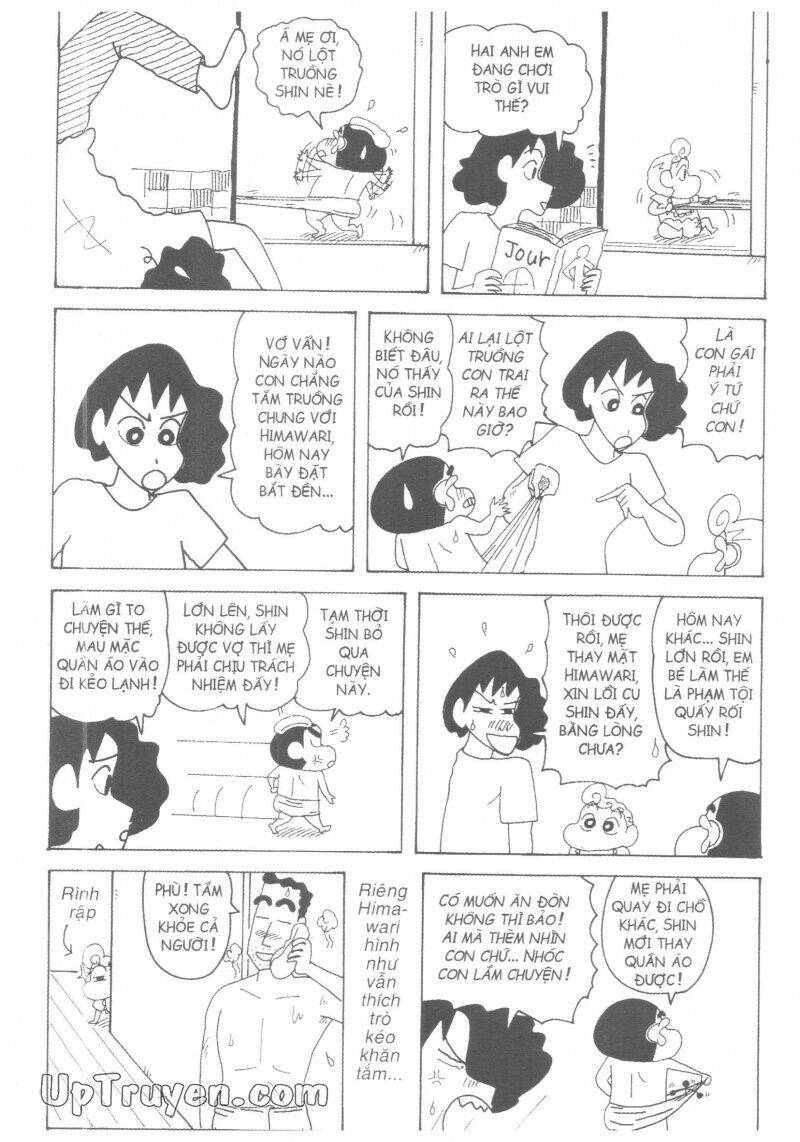 HAI ANH EM
ĐANG CHƠI
TRÒ GÌ VUI
THẾ?
Jour
Á MẸ ƠI,
NÓ LỘT
TRUỒNG
SHIN NÈ!
LÀ
CON GÁI
PHẢI
Ý TỨ
CHỨ
CON!
AI LẠI LỘT
TRUỒNG
CON TRAI
RA THẾ
NÀY BAO
GIỜ?
KHÔNG
BIẾT ĐÂU,
NÓ THẤY
CỦA SHIN
RỒI!
VỚ VẨN!
NGÀY NÀO
CON CHẲNG
TẮM TRUỒNG
CHUNG VỚI
HIMAWARI,
HÔM NAY
BÀY ĐẶT
BẮT ĐỀN...
HÔM NAY
KHÁC... SHIN
LỚN RỒI, EM
BÉ LÀM THẾ
LÀ PHẠM TỘI
QUẤY RỐI
SHIN!
THÔI ĐƯỢC
RỒI, MẸ
THAY MẶT
HIMAWARI,
XIN LỖI CU
SHIN ĐẤY,
BẰNG LÒNG
CHƯA?
TẠM THỜI
SHIN BỎ
QUA
CHUYỆN
NÀY.
LỚN LÊN, SHIN
KHÔNG LẤY
ĐƯỢC VỢ THÌ MẸ
PHẢI CHỊU TRÁCH
NHIỆM ĐẤY!
LÀM GÌ TO
CHUYỆN THẾ,
MAU MẶC
QUẦN ÁO VÀO
ĐI KẺO LẠNH!
MẸ PHẢI
QUAY ĐI CHỖ
KHÁC, SHIN
MỚI THAY
QUẦN ÁO
ĐƯỢC!
CÓ MUỐN ĂN ĐÒN
KHÔNG THÌ BẢO!
AI MÀ THÈM NHÌN
CON CHỨ... NHÓC
CON LẮM CHUYỆN!
Riêng
Hima-
wari
hình
như
vẫn
thích
trò
kéo
khăn
tắm...
PHÙ! TẮM
XONG
KHỎE CẢ
NGƯỜI!
Rình
rập
UpTruyen.com